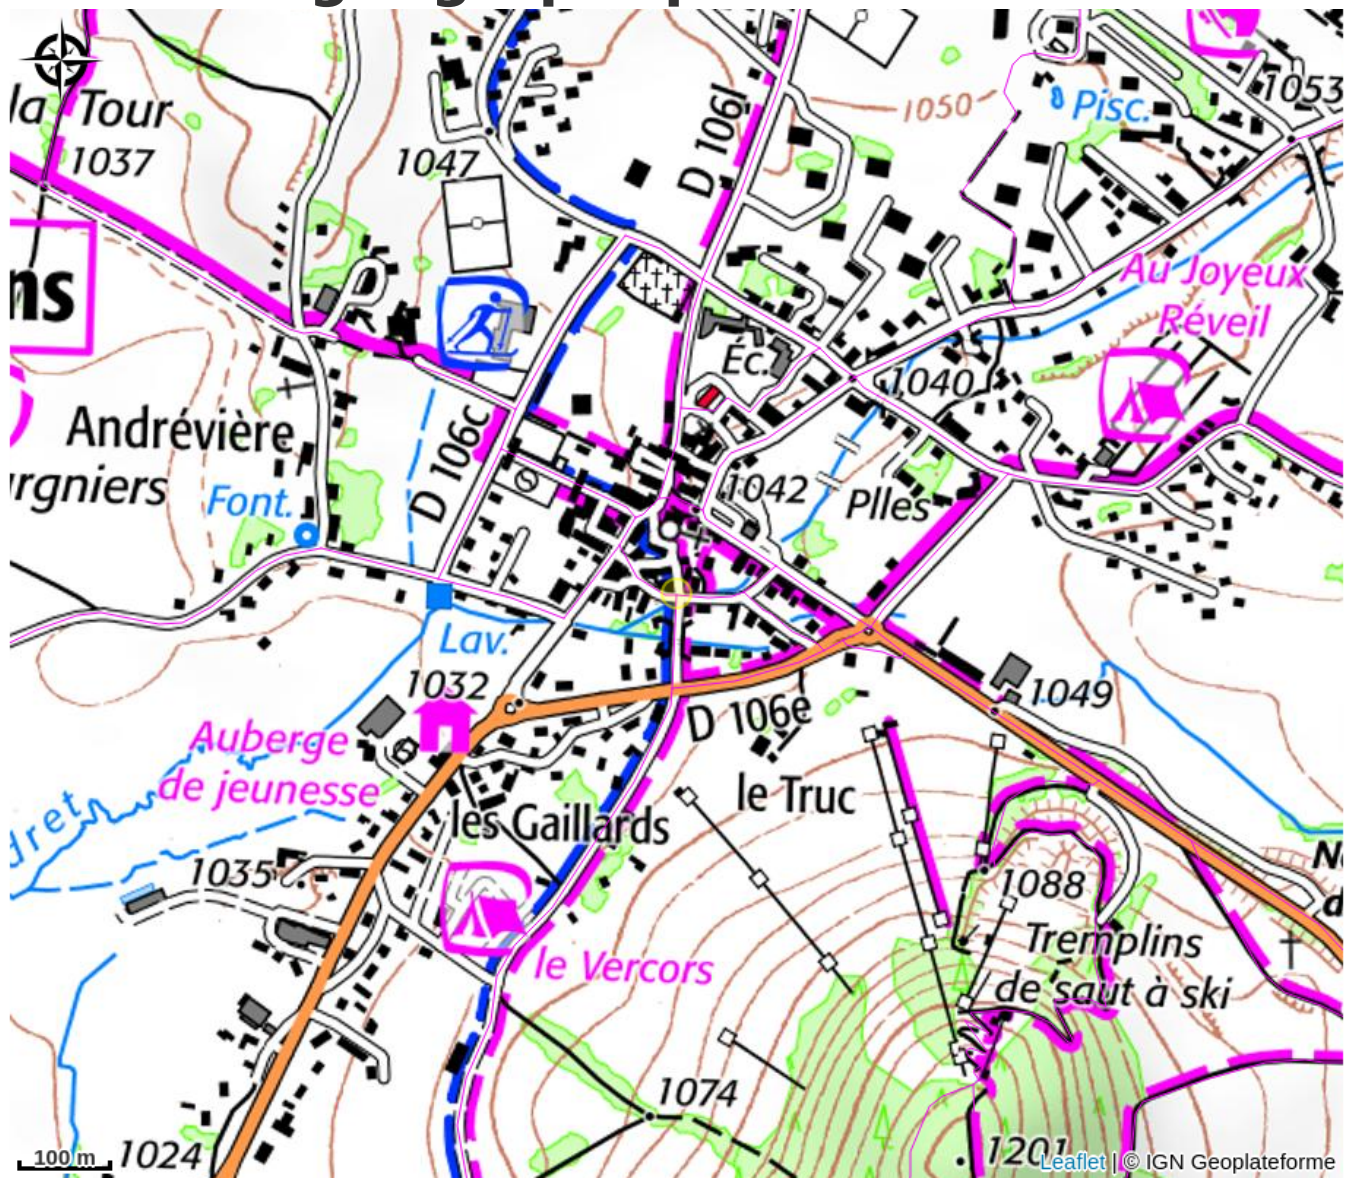 la Tour
1037
1047
D 106J
1050
Pisc.
1053
ns
Au Joyeux
Réveil
Éc.
1040
Andrévière
D 106c
1042
Plles
Font.
Lav.
1032
1049
D 106e
Auberge
de jeunesse
le Truc
les Gaillards
1035
1088
Tremplins
de saut à ski
le Vercors
1074
100 m
1024
1201
Leaflet | © IGN Geoplateforme